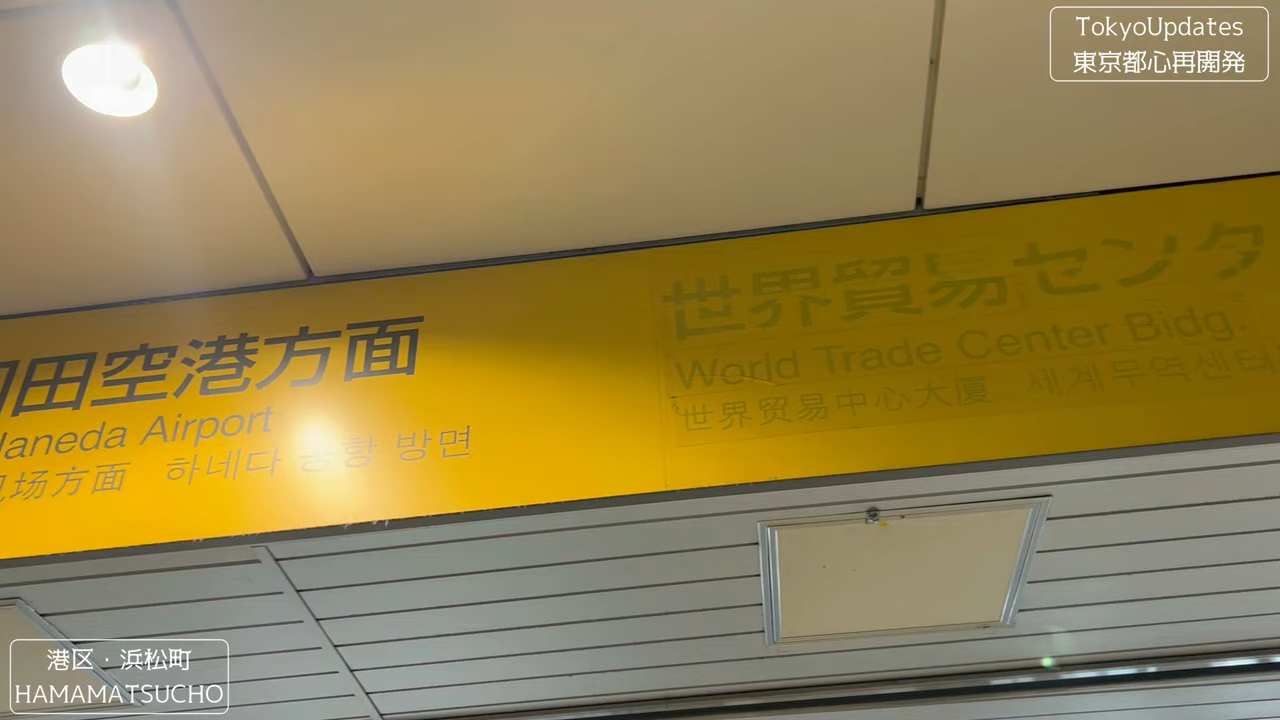 TokyoUpdates
東京都心再開発
田空港方面
Haneda Airport
场方面 하네다 공항 방면
世界貿易センタ
World Trade Center Bldg.
世界贸易中心大厦 세계무역센터
港区・浜松町
HAMAMATSUCHO